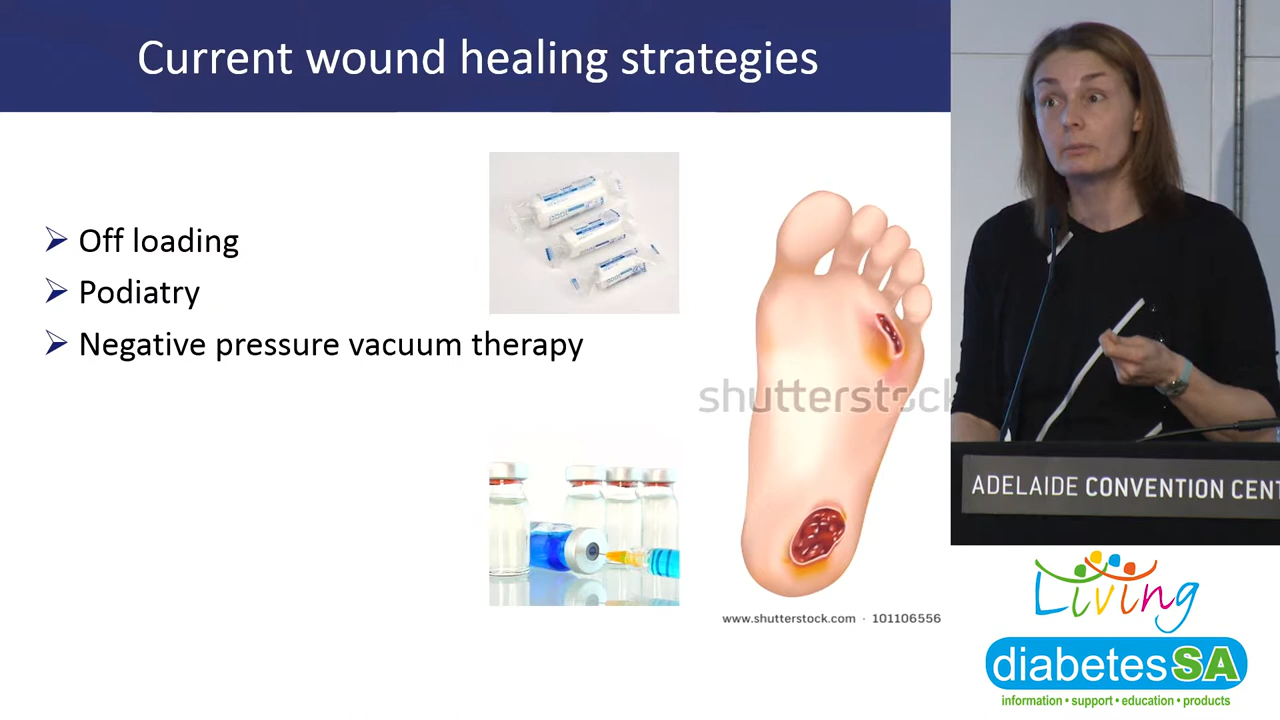 Current wound healing strategies
Off loading
Podiatry
Negative pressure vacuum therapy
shutterstock
www.shutterstock.com · 101106556
ADELAIDE CONVENTION CENT
Living
diabetesSA
information • support • education • products